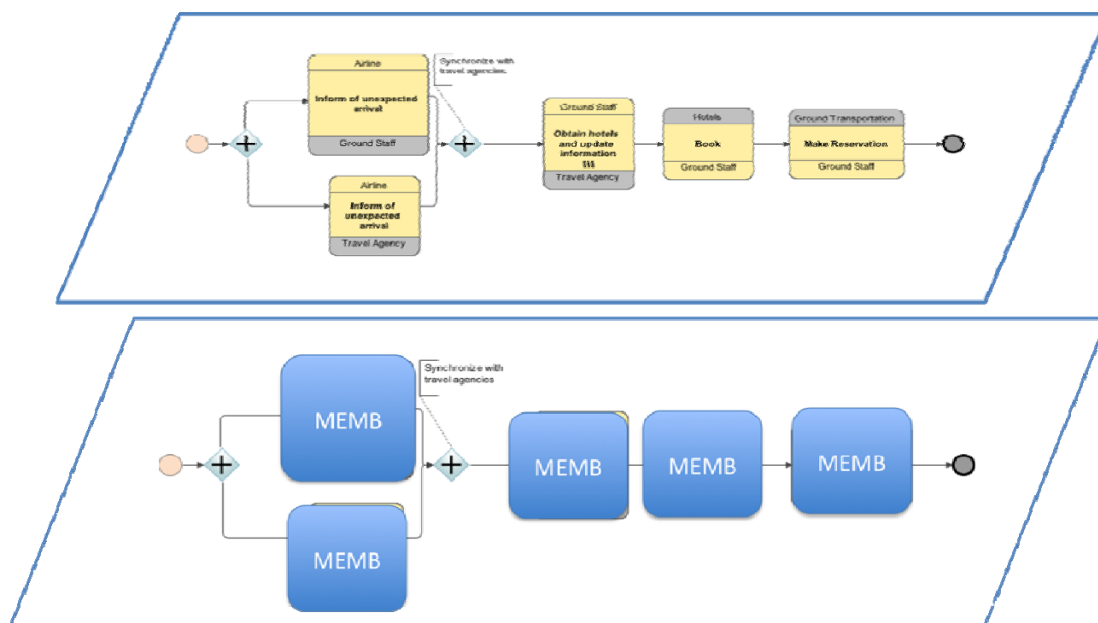 Airline
Inform of unexpected
arrival
Ground Staff
Synchronize with
travel agencies.
Airline
Inform of
unexpected
arrival
Travel Agency
Ground Staff
Obtain hotels
and update
information
Travel Agency
Hotels
Book
Ground Staff
Ground Transportation
Make Reservation
Ground Staff
Synchronize with
travel agencies
MEMB
MEMB
MEMB
MEMB
MEMB